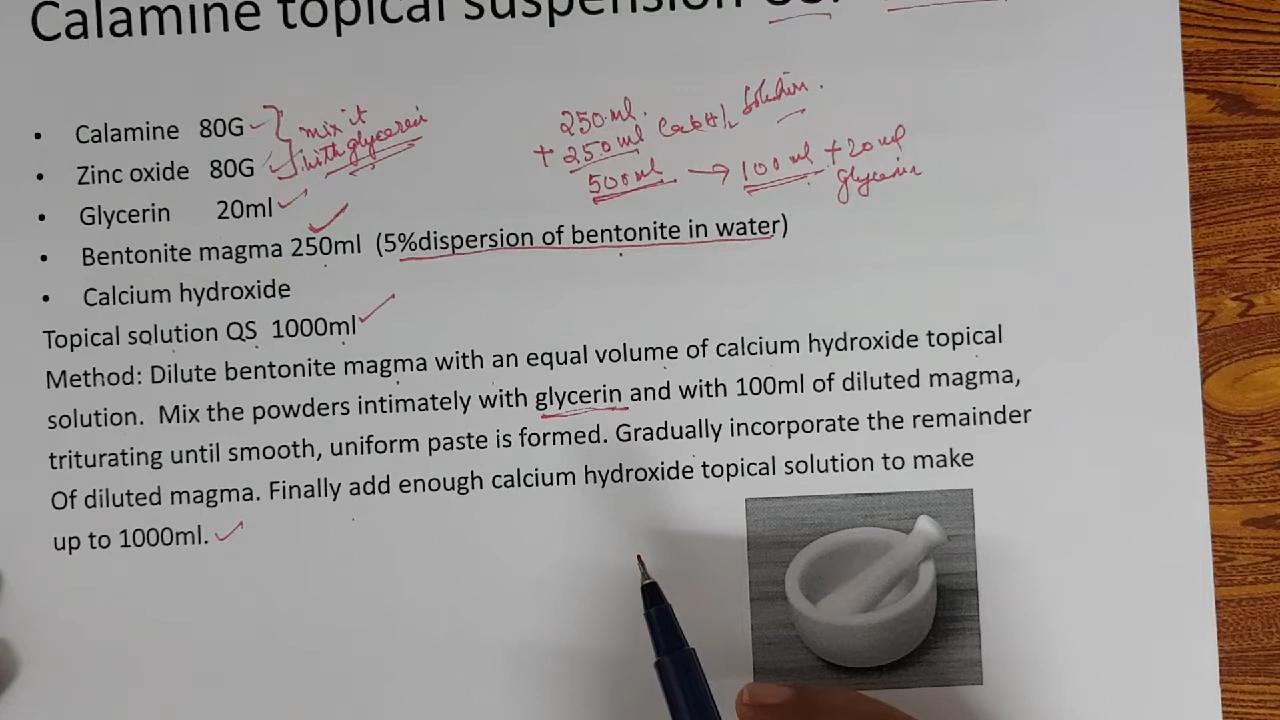 Calamine topical suspension
• Calamine 80G
• Zinc oxide 80G
mix it
with glycerin
• Glycerin 20ml
• Bentonite magma 250ml (5%dispersion of bentonite in water)
• Calcium hydroxide
Topical solution QS 1000ml
250ml.
+ 250ml solution.
500ml → 100ml + 20ml
glycerin
Method: Dilute bentonite magma with an equal volume of calcium hydroxide topical
solution. Mix the powders intimately with glycerin and with 100ml of diluted magma,
triturating until smooth, uniform paste is formed. Gradually incorporate the remainder
Of diluted magma. Finally add enough calcium hydroxide topical solution to make
up to 1000ml.